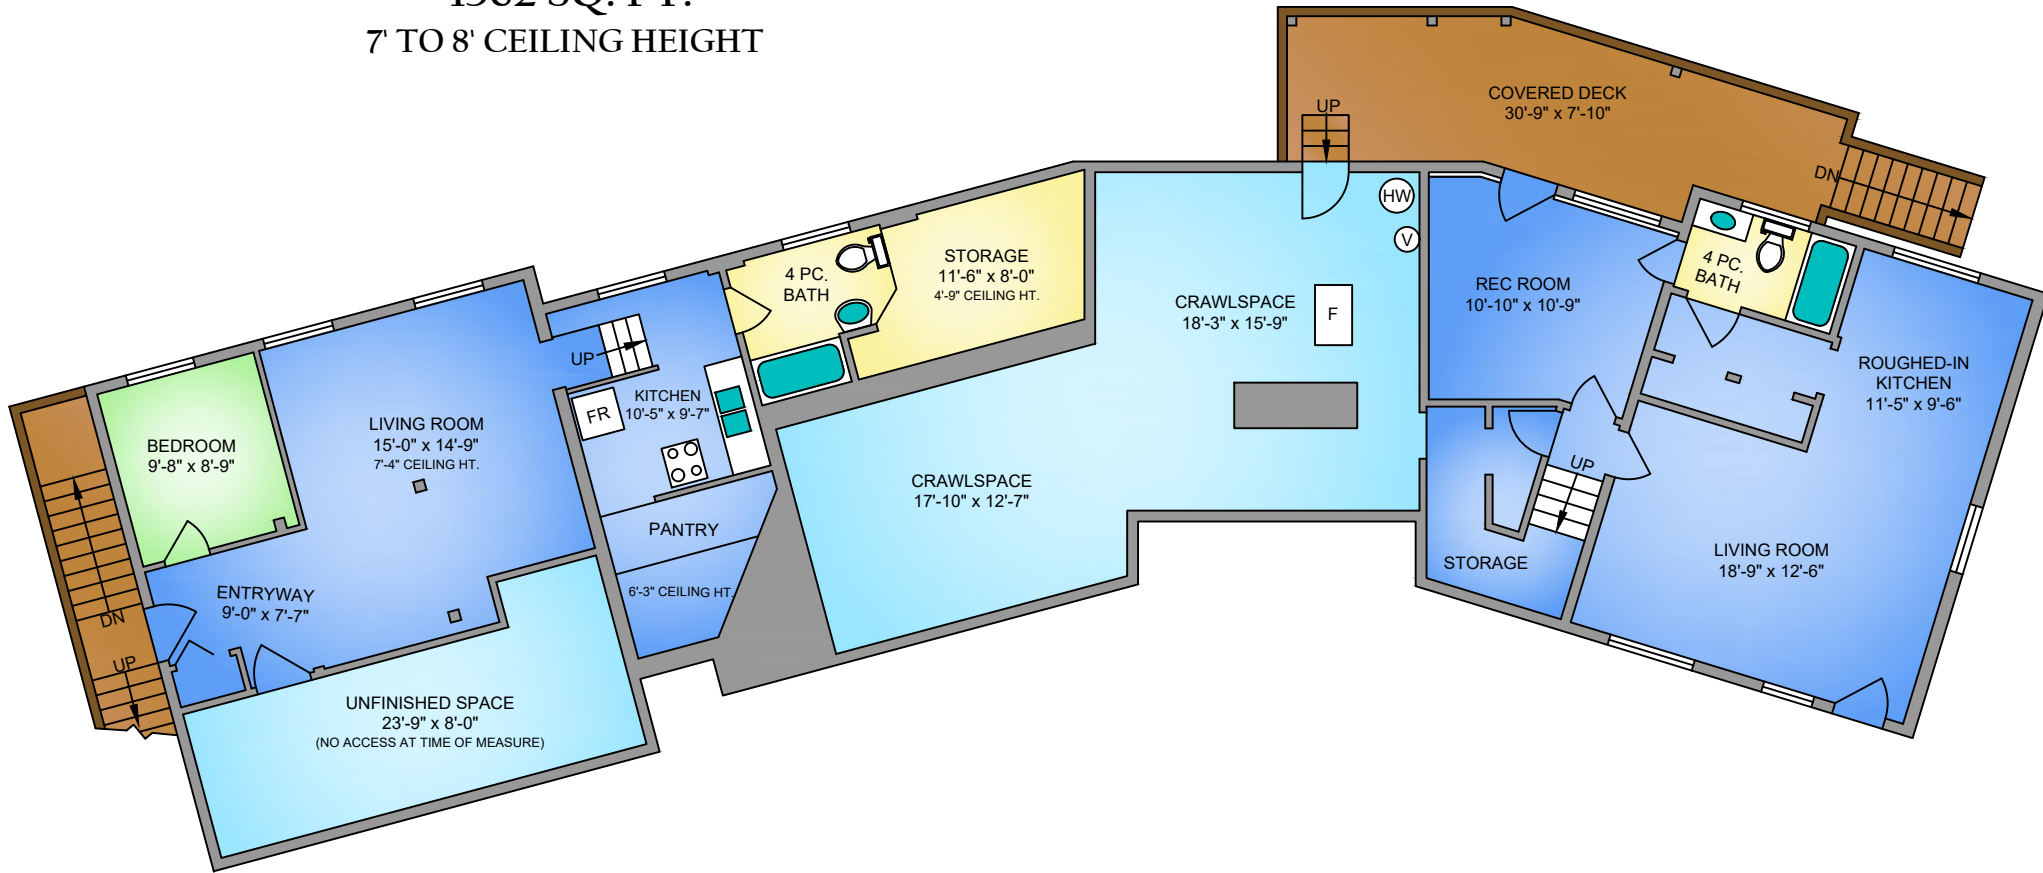 7' TO 8' CEILING HEIGHT
COVERED DECK
30'-9" x 7'-10"
UP
DN
HW
V
STORAGE
11'-6" x 8'-0"
4'-9" CEILING HT.
4 PC.
BATH
CRAWLSPACE
18'-3" x 15'-9"
F
REC ROOM
10'-10" x 10'-9"
4 PC.
BATH
ROUGHED-IN
KITCHEN
11'-5" x 9'-6"
UP
KITCHEN
10'-5" x 9'-7"
FR
LIVING ROOM
15'-0" x 14'-9"
7'-4" CEILING HT.
BEDROOM
9'-8" x 8'-9"
CRAWLSPACE
17'-10" x 12'-7"
UP
PANTRY
6'-3" CEILING HT.
STORAGE
LIVING ROOM
18'-9" x 12'-6"
ENTRYWAY
9'-0" x 7'-7"
DN
UP
UNFINISHED SPACE
23'-9" x 8'-0"
(NO ACCESS AT TIME OF MEASURE)